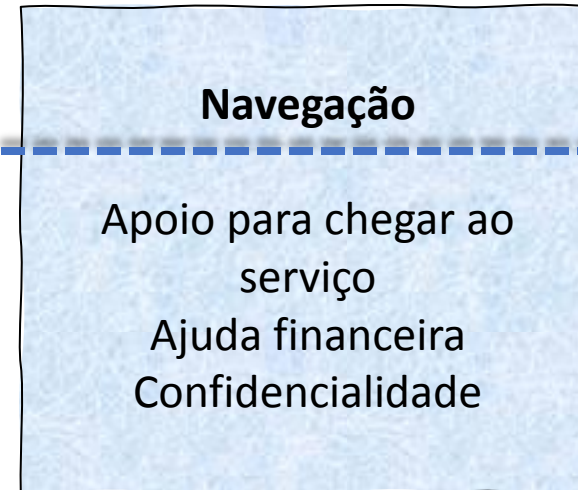 Navegação
Apoio para chegar ao
serviço
Ajuda financeira
Confidencialidade